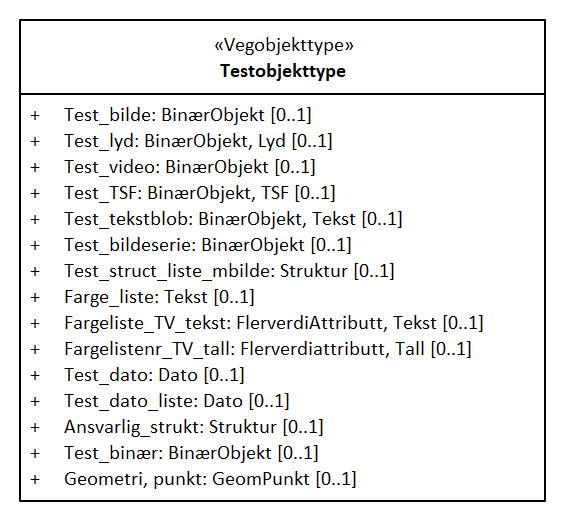 «Vegobjekttype»
Testobjekttype
+ Test_bilde: BinærObjekt [0..1]
+ Test_lyd: BinærObjekt, Lyd [0..1]
+ Test_video: BinærObjekt [0..1]
+ Test_TSF: BinærObjekt, TSF [0..1]
+ Test_tekstblob: BinærObjekt, Tekst [0..1]
+ Test_bildeserie: BinærObjekt [0..1]
+ Test_struct_liste_mbilde: Struktur [0..1]
+ Farge_liste: Tekst [0..1]
+ Fargeliste_TV_tekst: FlerverdiAttributt, Tekst [0..1]
+ Fargelistenr_TV_tall: Flerverdiattributt, Tall [0..1]
+ Test_dato: Dato [0..1]
+ Test_dato_liste: Dato [0..1]
+ Ansvarlig_strukt: Struktur [0..1]
+ Test_binær: BinærObjekt [0..1]
+ Geometri, punkt: GeomPunkt [0..1]